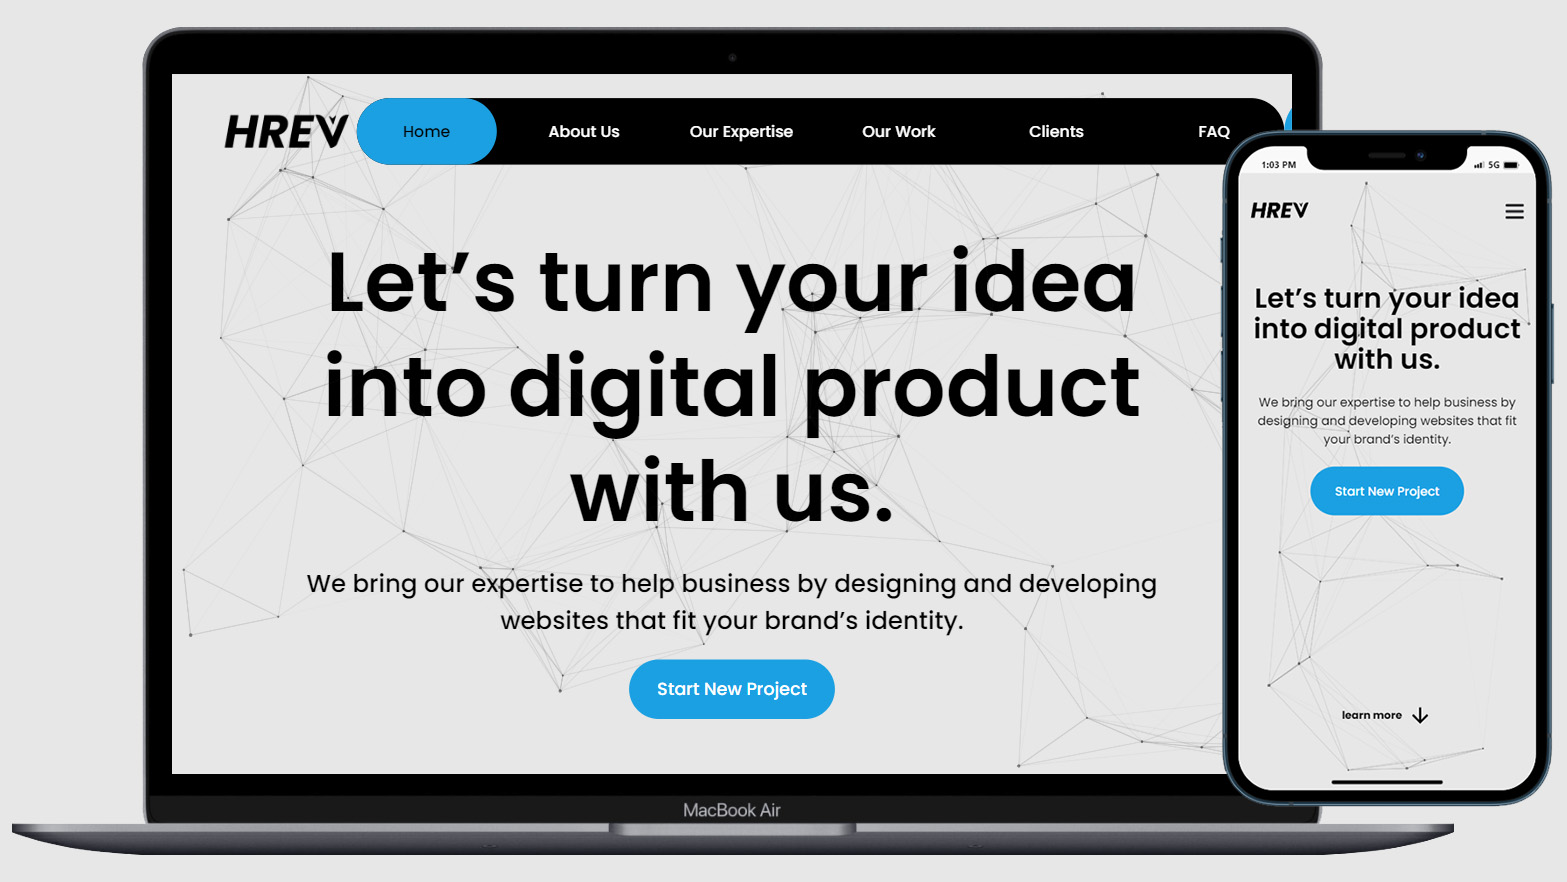 HREV Home About Us Our Expertise Our Work Clients FAQ
Let’s turn your idea
into digital product
with us.
We bring our expertise to help business by designing and developing
websites that fit your brand’s identity.
Start New Project
MacBook Air
1:03 PM 5G
HREV
Let’s turn your idea
into digital product
with us.
We bring our expertise to help business by
designing and developing websites that fit
your brand’s identity.
Start New Project
learn more